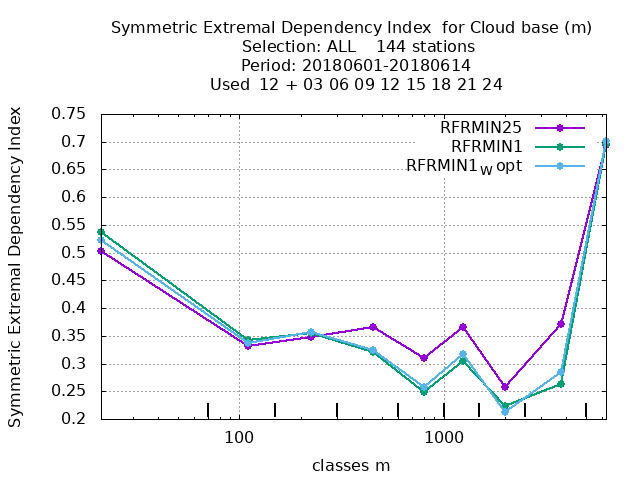 Symmetric Extremal Dependency Index  for Cloud base (m)
Selection: ALL    144 stations
Period: 20180601-20180614
Used  12 + 03 06 09 12 15 18 21 24
Symmetric Extremal Dependency Index
0.75
0.7
0.65
0.6
0.55
0.5
0.45
0.4
0.35
0.3
0.25
0.2
RFRMIN25
RFRMIN1
RFRMIN1W opt
100
1000
classes m